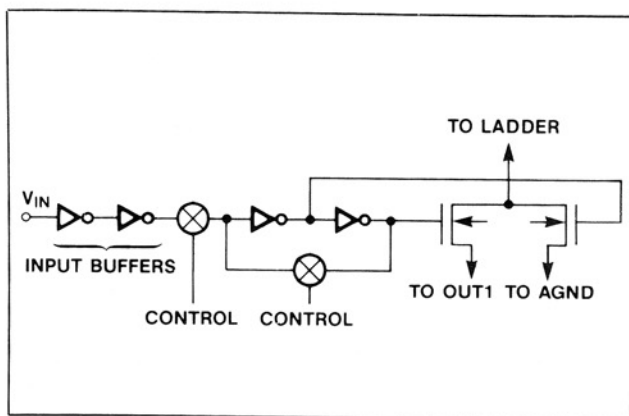 TO LADDER
VIN
INPUT BUFFERS
TO OUT1 TO AGND
CONTROL CONTROL